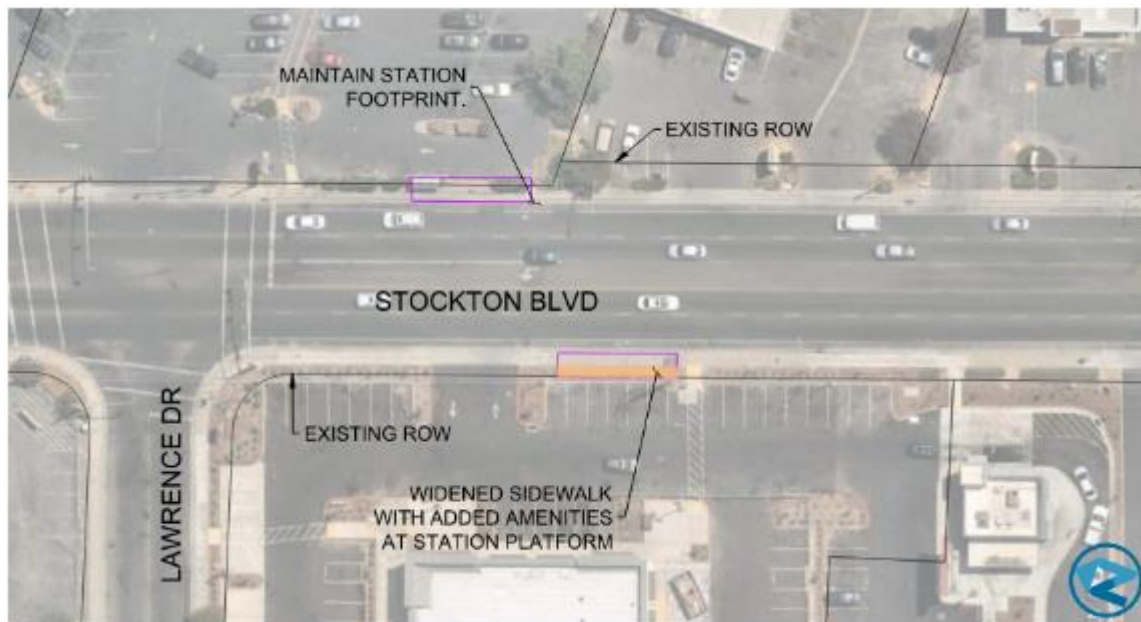 MAINTAIN STATION
FOOTPRINT.
EXISTING ROW
STOCKTON BLVD
EXISTING ROW
LAWRENCE DR
WIDENED SIDEWALK
WITH ADDED AMENITIES
AT STATION PLATFORM